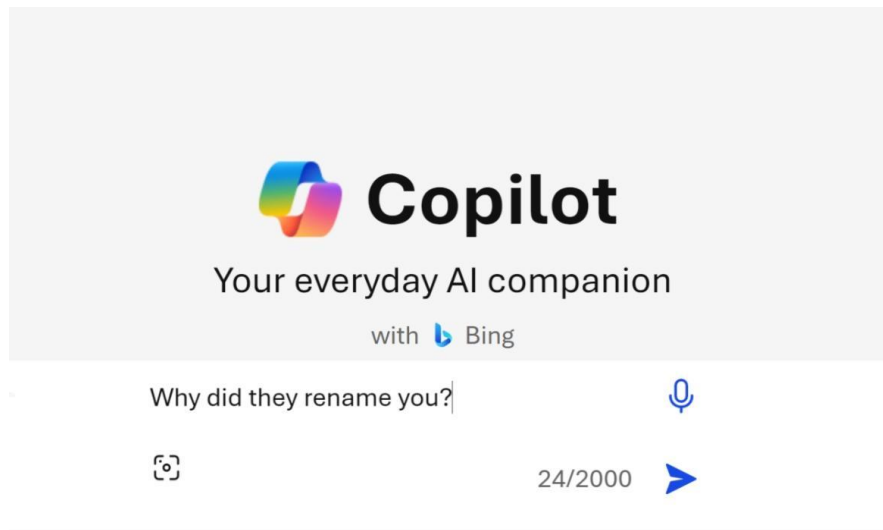 Copilot
Your everyday AI companion
with Bing
Why did they rename you?
24/2000